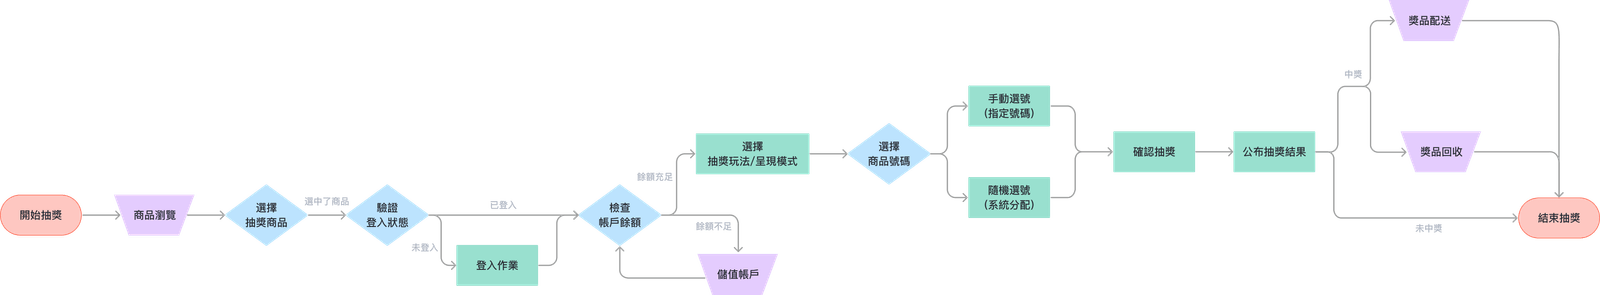 開始抽獎
商品瀏覽
選擇
抽獎商品
選中了商品
驗證
登入狀態
已登入
未登入
登入作業
檢查
帳戶餘額
餘額充足
餘額不足
儲值帳戶
選擇
抽獎玩法/呈現模式
選擇
商品號碼
手動選號
(指定號碼)
隨機選號
(系統分配)
確認抽獎
公布抽獎結果
中獎
未中獎
獎品配送
獎品回收
結束抽獎